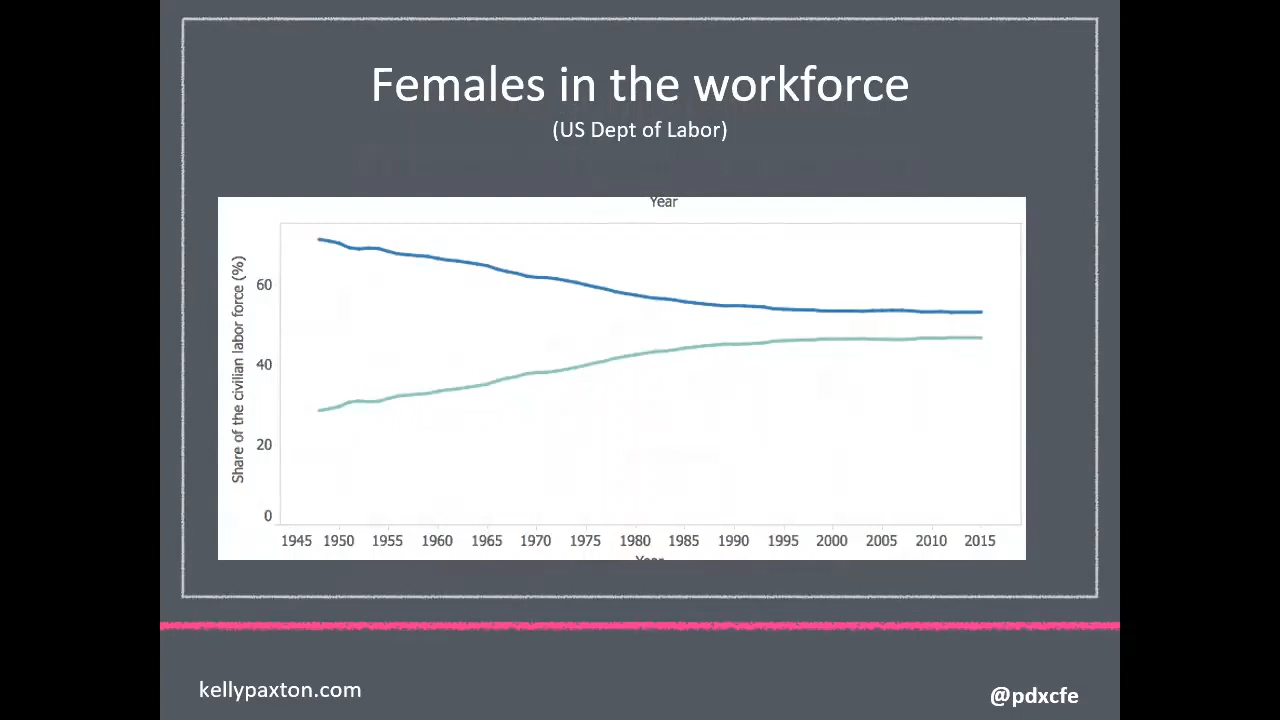 Females in the workforce
(US Dept of Labor)
Year
Share of the civilian labor force (%)
60
40
20
0
1945 1950 1955 1960 1965 1970 1975 1980 1985 1990 1995 2000 2005 2010 2015
Year
kellypaxton.com
@pdxcfe